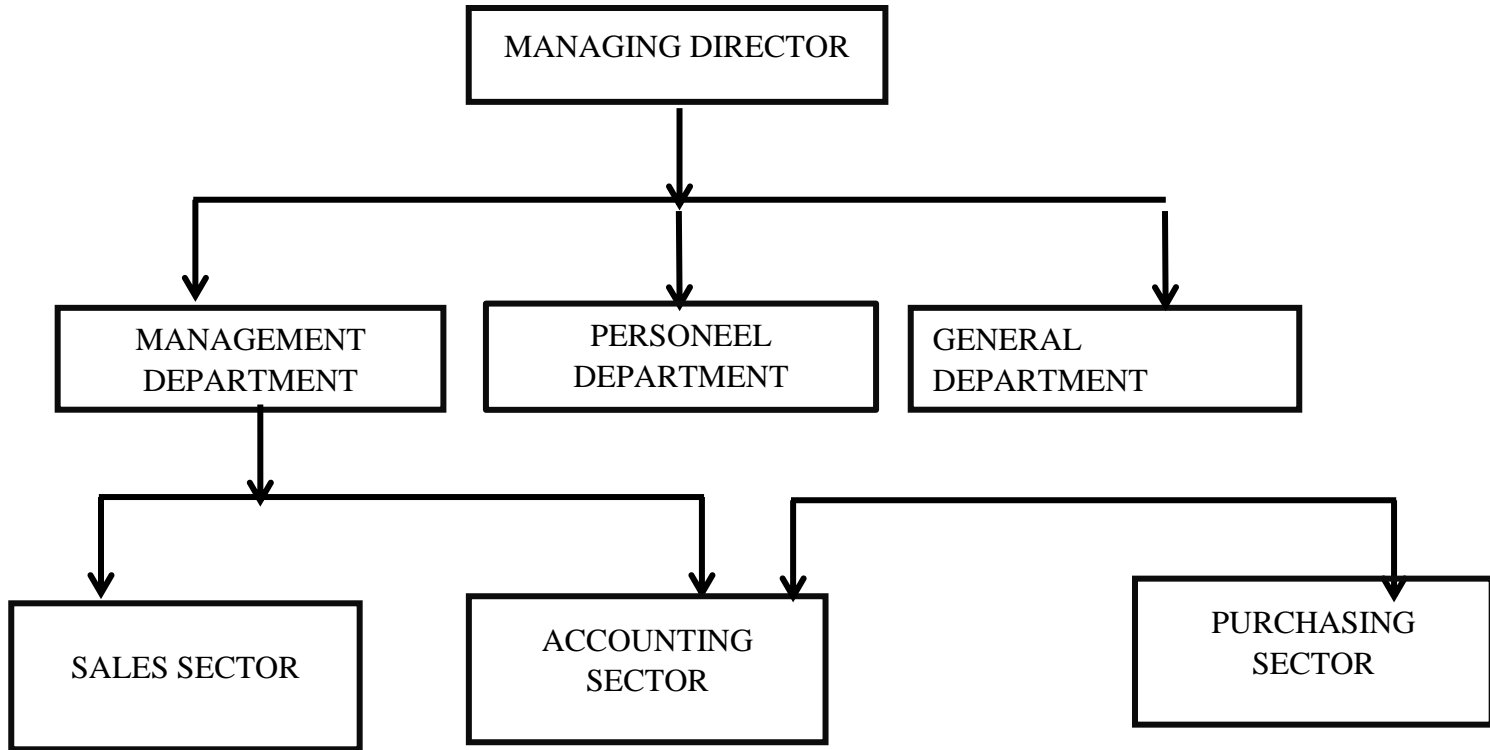 MANAGING DIRECTOR
MANAGEMENT
DEPARTMENT
PERSONEEL
DEPARTMENT
GENERAL
DEPARTMENT
SALES SECTOR
ACCOUNTING
SECTOR
PURCHASING
SECTOR